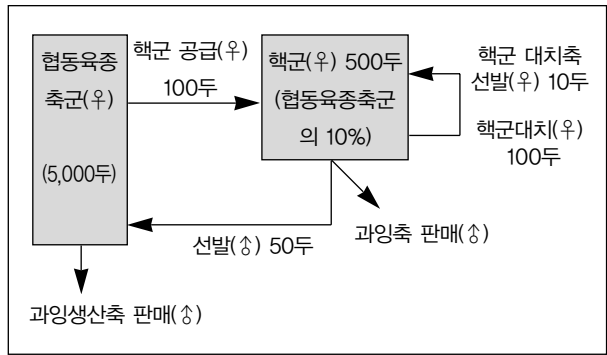 협동육종
축군(♀)
(5,000두)
핵군 공급(♀)
100두
핵군(♀) 500두
(협동육종축군
의 10%)
핵군 대치축
선발(♀) 10두
핵군대치(♀)
100두
선발(♂) 50두
과잉축 판매(♂)
과잉생산축 판매(♂)